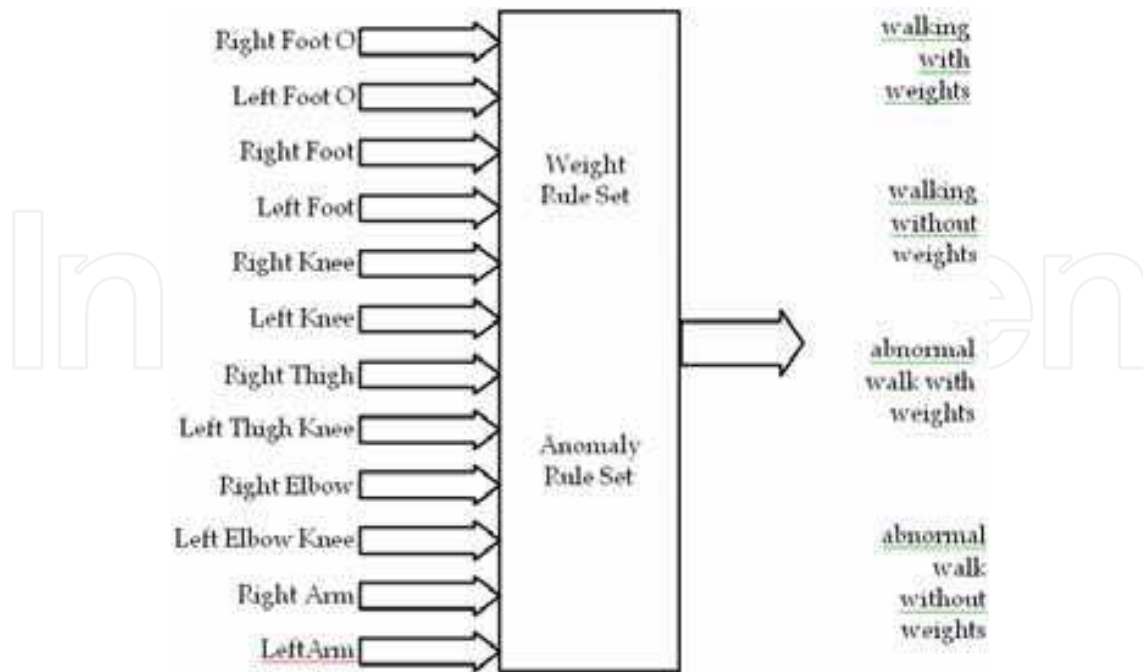 Right Foot O
Left Foot O
Right Foot
Left Foot
Right Knee
Left Knee
Right Thigh
Left Thigh Knee
Right Elbow
Left Elbow Knee
Right Arm
LeftArm
Weight
Rule Set
Anomaly
Rule Set
walking
with
weights
walking
without
weights
abnormal
walk with
weights
abnormal
walk
without
weights